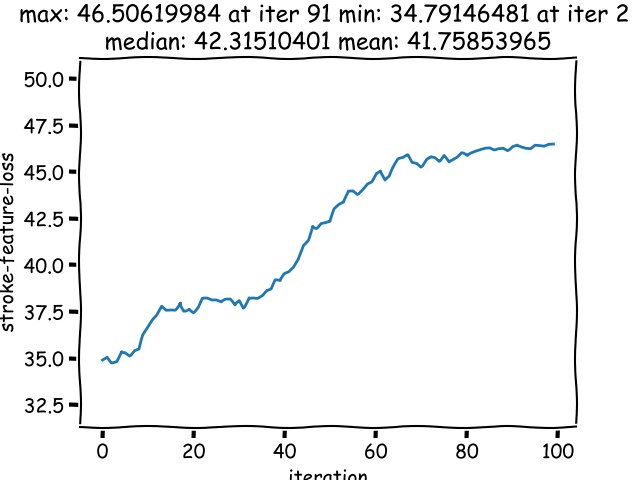 max: 46.50619984 at iter 91 min: 34.79146481 at iter 2
median: 42.31510401 mean: 41.75853965
50.0
47.5
45.0
42.5
40.0
37.5
35.0
32.5
stroke-feature-loss
0 20 40 60 80 100
iteration